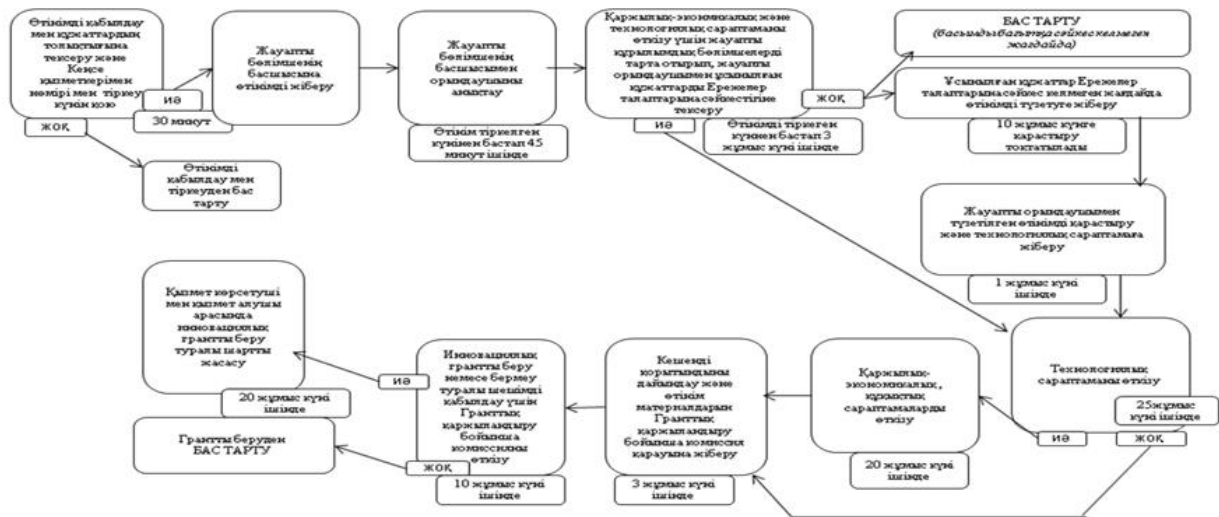 Өтінімді қабылдау
мен құжаттардың
толықтығына
тексеру және
Кеңсе
қызметкерімен
нөмірі мен тіркеу
күнін қою
ИӘ
30 минут
ЖОҚ
Өтінімді
қабылдау мен
тіркеуден бас
тарту
Жауапты
бөлімшенің
басшысына
өтінімді жіберу
Жауапты
бөлімшенің
басшысымен
орындаушыны
анықтау
Өтінім тіркелген
күнінен бастап 45
минут ішінде
Қаржылық-экономикалық және
технологиялық сараптаманы
өткізу үшін жауапты
құрылымдық бөлімшелерді
тарта отырып, жауапты
орындаушымен ұсынылған
құжаттарды Ережелер
талаптарына сәйкестігіне
тексеру
ИӘ
ЖОҚ
Өтінімді тіркеген
күннен бастап 3
жұмыс күні ішінде
БАС ТАРТУ
(басым бағытқа сәйкес келмеген
жағдайда)
Ұсынылған құжаттар Ережелер
талаптарына сәйкес келмеген жағдайда
өтінімді түзетуге жіберу
10 жұмыс күнге
қарастыру
тоқтатылады
Жауапты орындаушымен
түзетілген өтінімді қарастыру
және технологиялық сараптамаға
жіберу
1 жұмыс күні
ішінде
Технологиялық
сараптаманы өткізу
25жұмыс
күні ішінде
ИӘ
ЖОҚ
Қаржылық-
экономикалық,
құқықтық
сараптамаларды
өткізу
20 жұмыс күні
ішінде
Кешенді
қорытындыны
дайындау және
өтінім
материалдарын
Гранттық
қаржыландыру
бойынша комиссия
қарауына жіберу
3 жұмыс күні
ішінде
Инновациялық
грантты беру
немесе бермеу
туралы шешімді
қабылдау үшін
Гранттық
қаржыландыру
бойынша
комиссияны
өткізу
ИӘ
ЖОҚ
10 жұмыс күні
ішінде
Қызмет көрсетуші
мен қызмет алушы
арасында
инновациялық
грантты беру
туралы шартты
жасасу
20 жұмыс күні
ішінде
Грантты беруден
БАС ТАРТУ